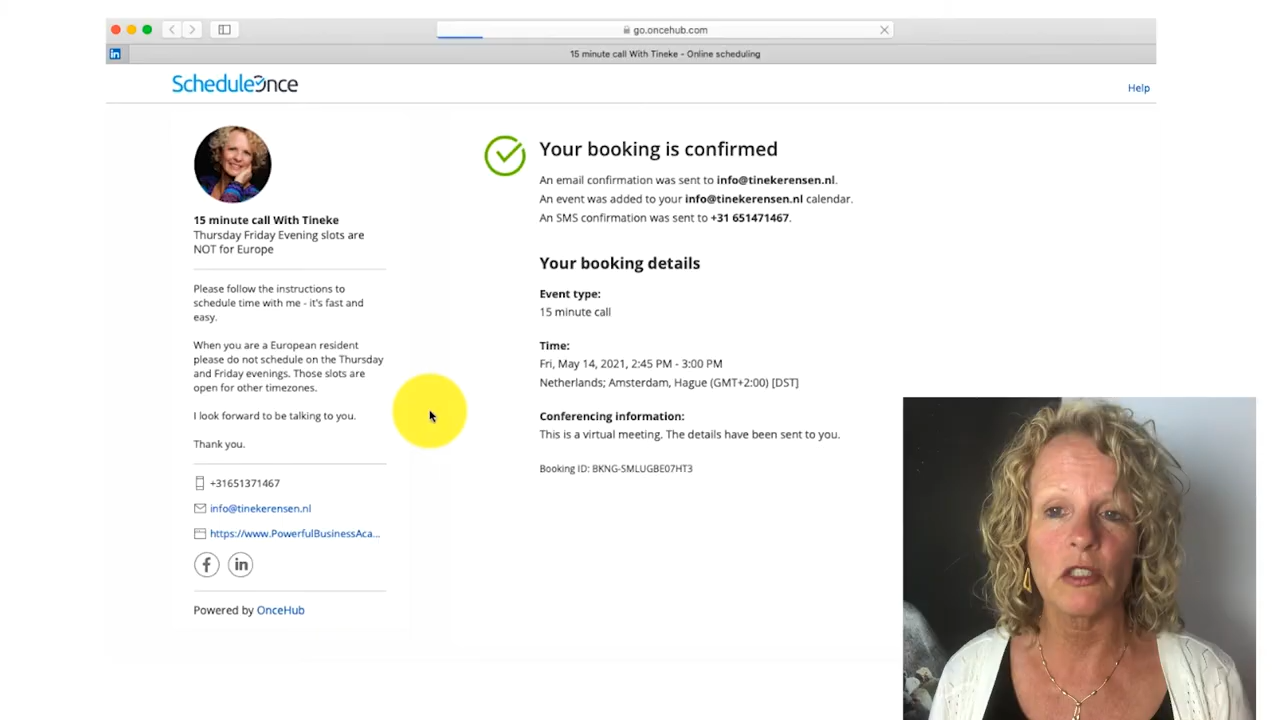 go.oncehub.com
in
15 minute call With Tineke - Online scheduling
ScheduleOnce
Help
15 minute call With Tineke
Thursday Friday Evening slots are
NOT for Europe
Please follow the instructions to
schedule time with me - it's fast and
easy.
When you are a European resident
please do not schedule on the Thursday
and Friday evenings. Those slots are
open for other timezones.
I look forward to be talking to you.
Thank you.
+31651371467
info@tinekerensen.nl
https://www.PowerfulBusinessAca...
f in
Powered by OnceHub
Your booking is confirmed
An email confirmation was sent to info@tinekerensen.nl.
An event was added to your info@tinekerensen.nl calendar.
An SMS confirmation was sent to +31 651471467.
Your booking details
Event type:
15 minute call
Time:
Fri, May 14, 2021, 2:45 PM - 3:00 PM
Netherlands; Amsterdam, Hague (GMT+2:00) [DST]
Conferencing information:
This is a virtual meeting. The details have been sent to you.
Booking ID: BKNG-SMLUGBE07HT3